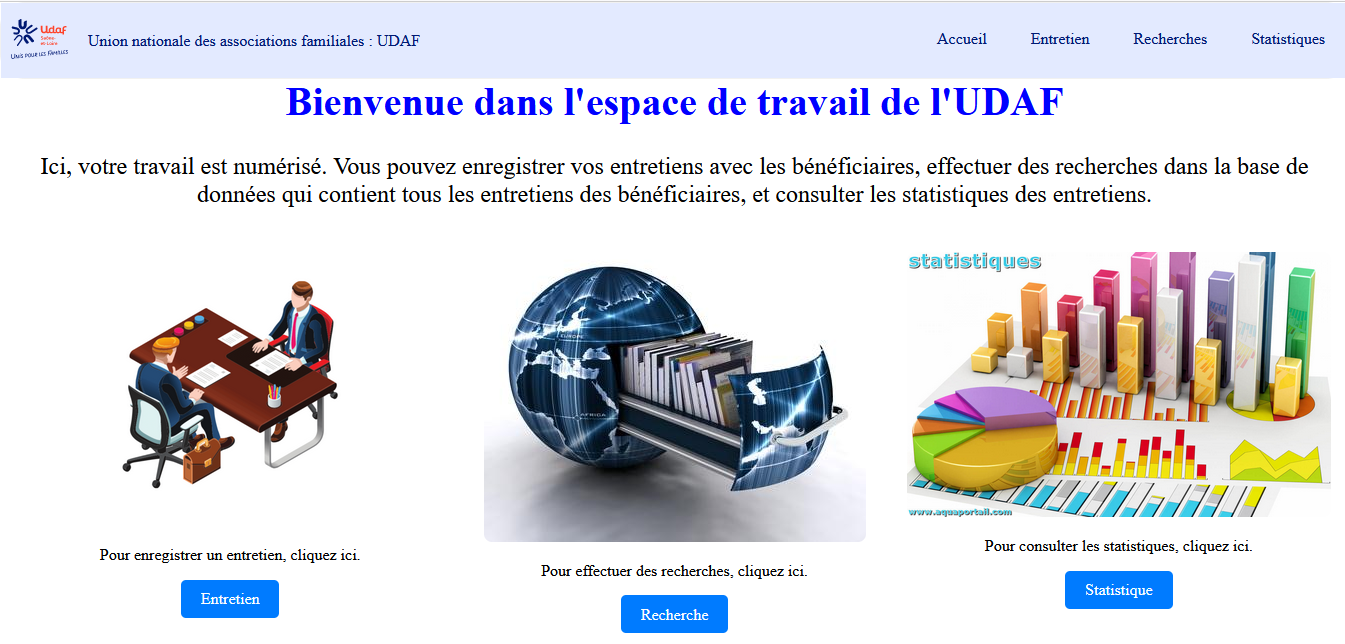 Udaf
Saône
et-Loire
UNIS POUR LES FAMILLES
Union nationale des associations familiales : UDAF
Accueil
Entretien
Recherches
Statistiques
Bienvenue dans l'espace de travail de l'UDAF
Ici, votre travail est numérisé. Vous pouvez enregistrer vos entretiens avec les bénéficiaires, effectuer des recherches dans la base de
données qui contient tous les entretiens des bénéficiaires, et consulter les statistiques des entretiens.
EUROPE
AFRICA
statistiques
www.aquaportail.com
Pour enregistrer un entretien, cliquez ici.
Entretien
Pour effectuer des recherches, cliquez ici.
Recherche
Pour consulter les statistiques, cliquez ici.
Statistique